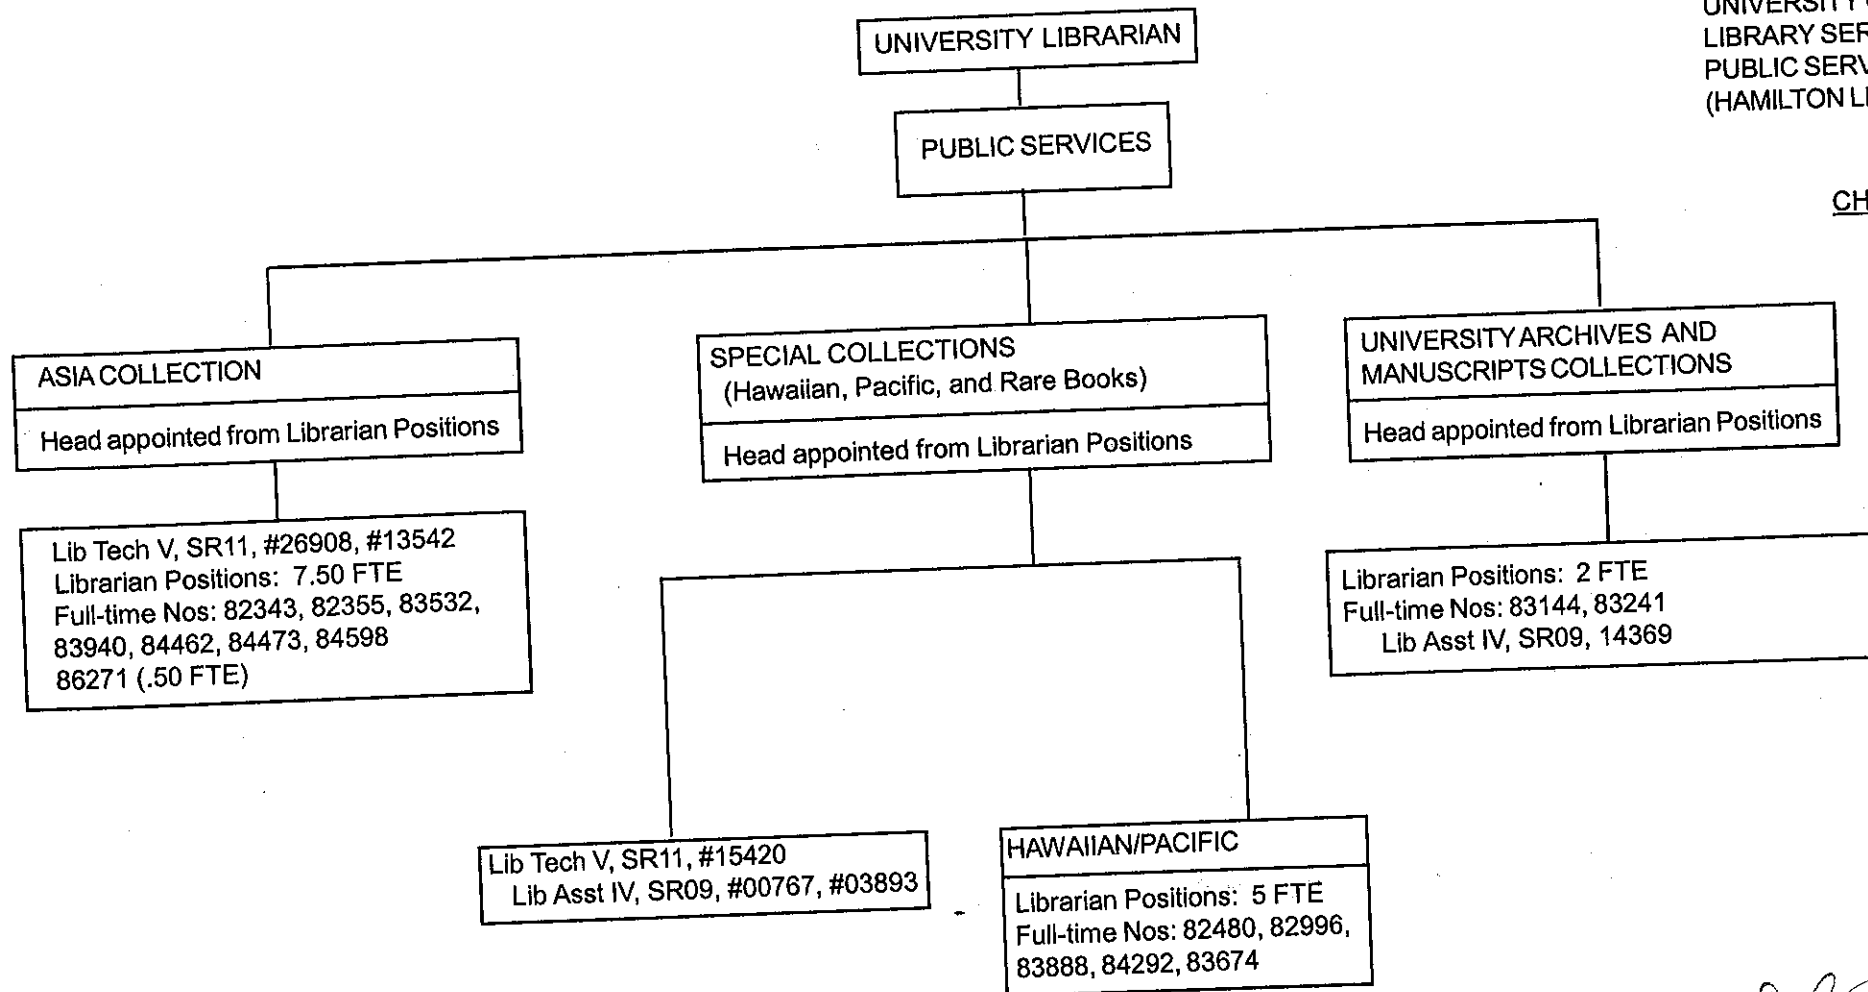 UNIVERSITY
LIBRARY
PUBLIC
(HAMILTON
UNIVERSITY LIBRARIAN
PUBLIC SERVICES
ASIA COLLECTION
Head appointed from Librarian Positions
Lib Tech V, SR11, #26908, #13542
Librarian Positions: 7.50 FTE
Full-time Nos: 82343, 82355, 83532,
83940, 84462, 84473, 84598
86271 (.50 FTE)
SPECIAL COLLECTIONS
(Hawaiian, Pacific, and Rare Books)
Head appointed from Librarian Positions
Lib Tech V, SR11, #15420
Lib Asst IV, SR09, #00767, #03893
HAWAIIAN/PACIFIC
Librarian Positions: 5 FTE
Full-time Nos: 82480, 82996,
83888, 84292, 83674
UNIVERSITY ARCHIVES AND
MANUSCRIPTS COLLECTIONS
Head appointed from Librarian Positions
Librarian Positions: 2 FTE
Full-time Nos: 83144, 83241
Lib Asst IV, SR09, 14369